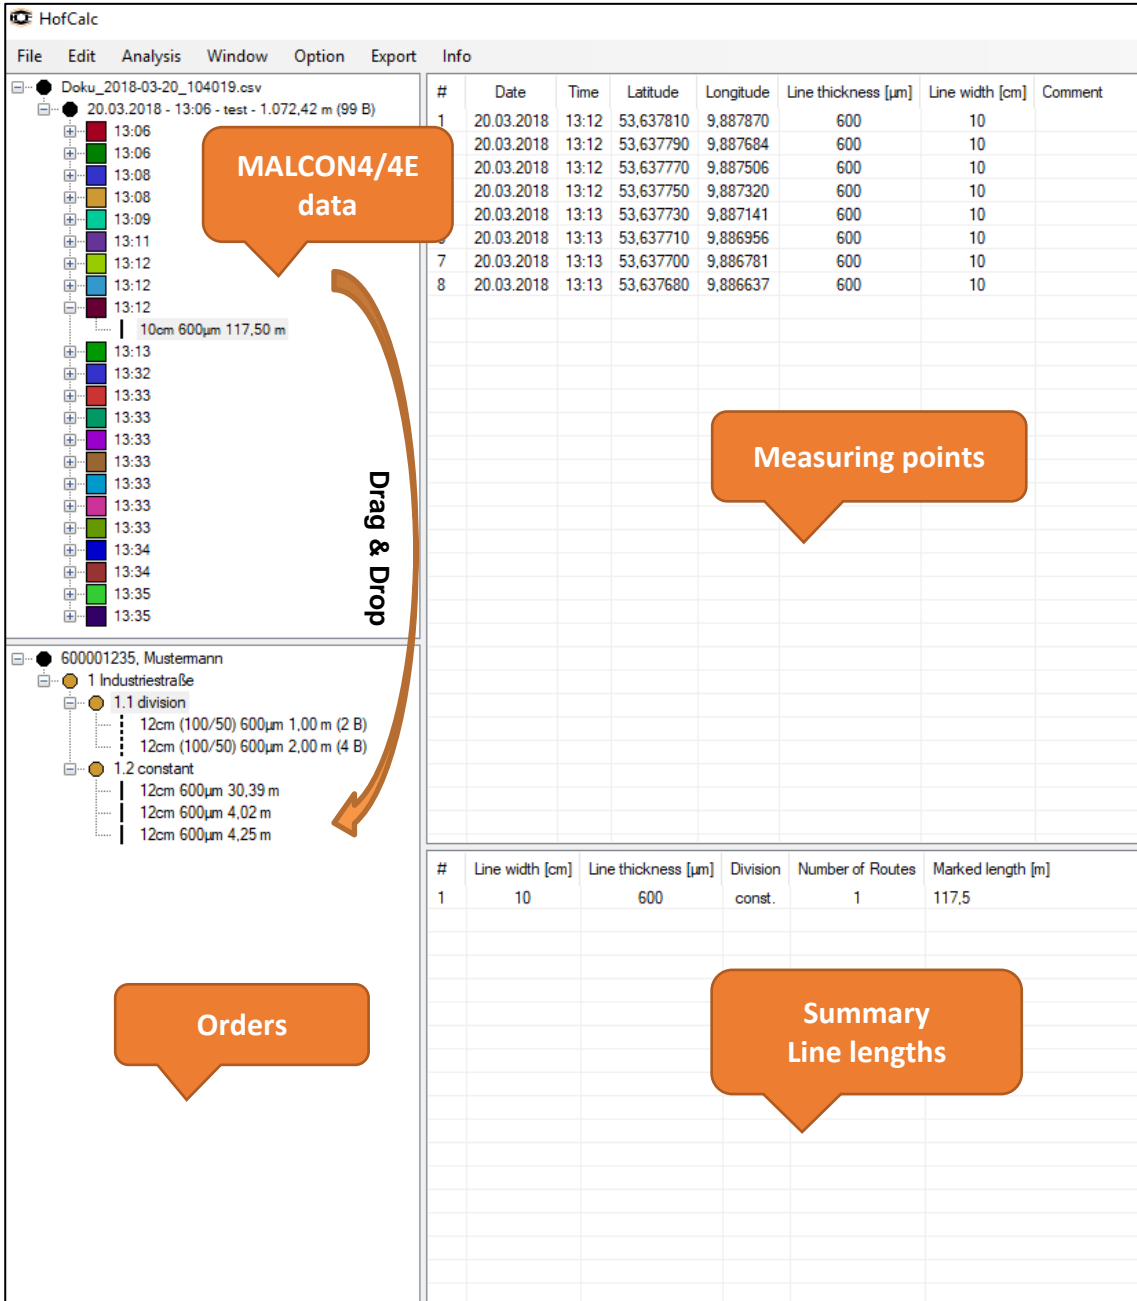 HofCalc
File Edit Analysis Window Option Export Info
Doku_2018-03-20_104019.csv
20.03.2018 - 13:06 - test - 1.072,42 m (99 B)
13:06
13:06
13:08
13:08
13:09
13:11
13:12
13:12
13:12
10cm 600µm 117,50 m
13:13
13:32
13:33
13:33
13:33
13:33
13:33
13:33
13:33
13:34
13:34
13:35
13:35
MALCON4/4E
data
Drag & Drop
# Date Time Latitude Longitude Line thickness [µm] Line width [cm] Comment
1 20.03.2018 13:12 53,637810 9,887870 600 10
20.03.2018 13:12 53,637790 9,887684 600 10
20.03.2018 13:12 53,637770 9,887506 600 10
20.03.2018 13:12 53,637750 9,887320 600 10
20.03.2018 13:13 53,637730 9,887141 600 10
20.03.2018 13:13 53,637710 9,886956 600 10
7 20.03.2018 13:13 53,637700 9,886781 600 10
8 20.03.2018 13:13 53,637680 9,886637 600 10
Measuring points
600001235, Mustermann
1 Industriestraße
1.1 division
12cm (100/50) 600µm 1,00 m (2 B)
12cm (100/50) 600µm 2,00 m (4 B)
1.2 constant
12cm 600µm 30,39 m
12cm 600µm 4,02 m
12cm 600µm 4,25 m
Orders
# Line width [cm] Line thickness [µm] Division Number of Routes Marked length [m]
1 10 600 const. 1 117,5
Summary
Line lengths